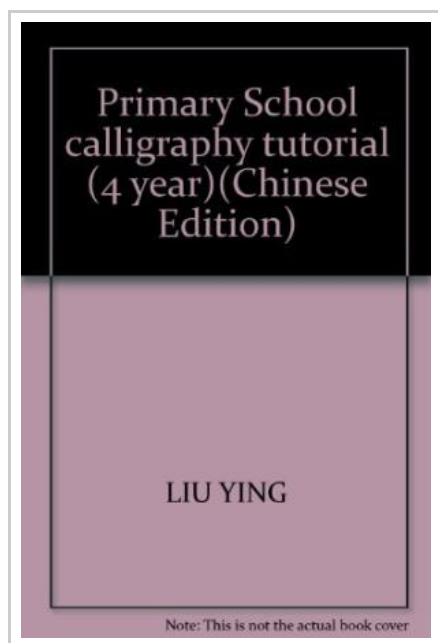 Primary School
calligraphy tutorial
(4 year)(Chinese
Edition)
LIU YING
Note: This is not the actual book cover